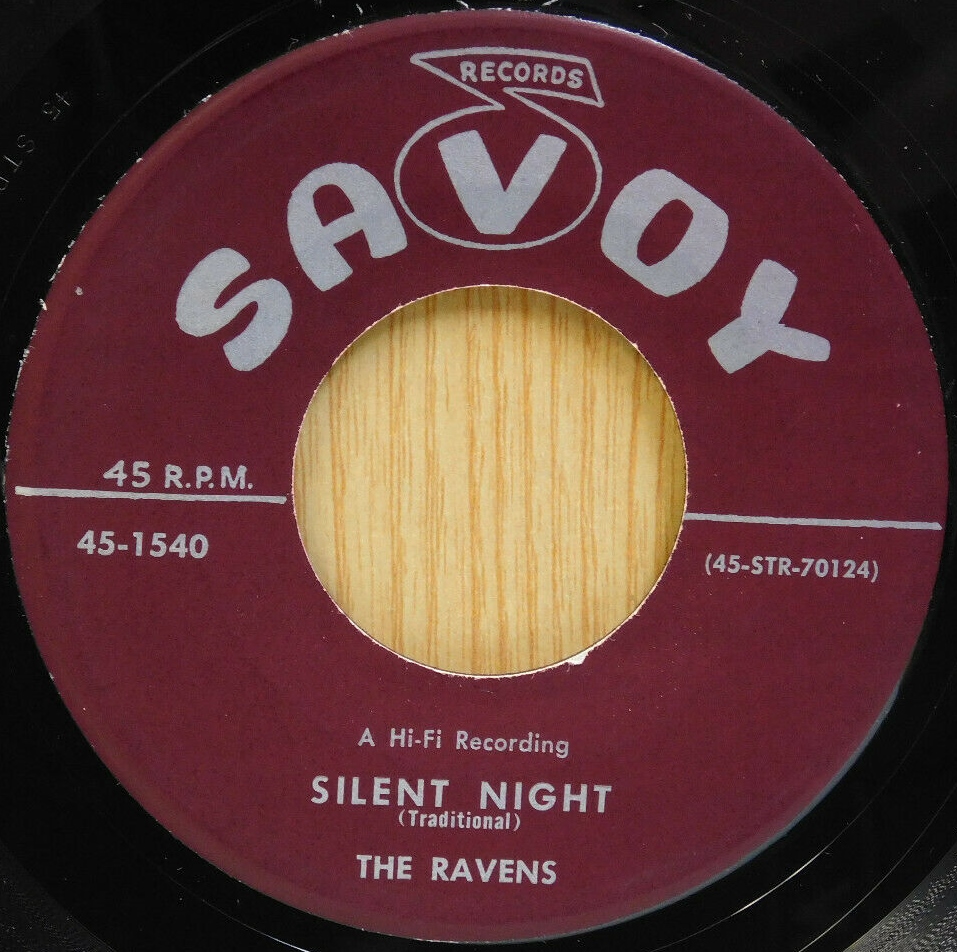 RECORDS
SAVOY
45 R.P.M.
45-1540
(45-STR-70124)
A Hi-Fi Recording
SILENT NIGHT
(Traditional)
THE RAVENS